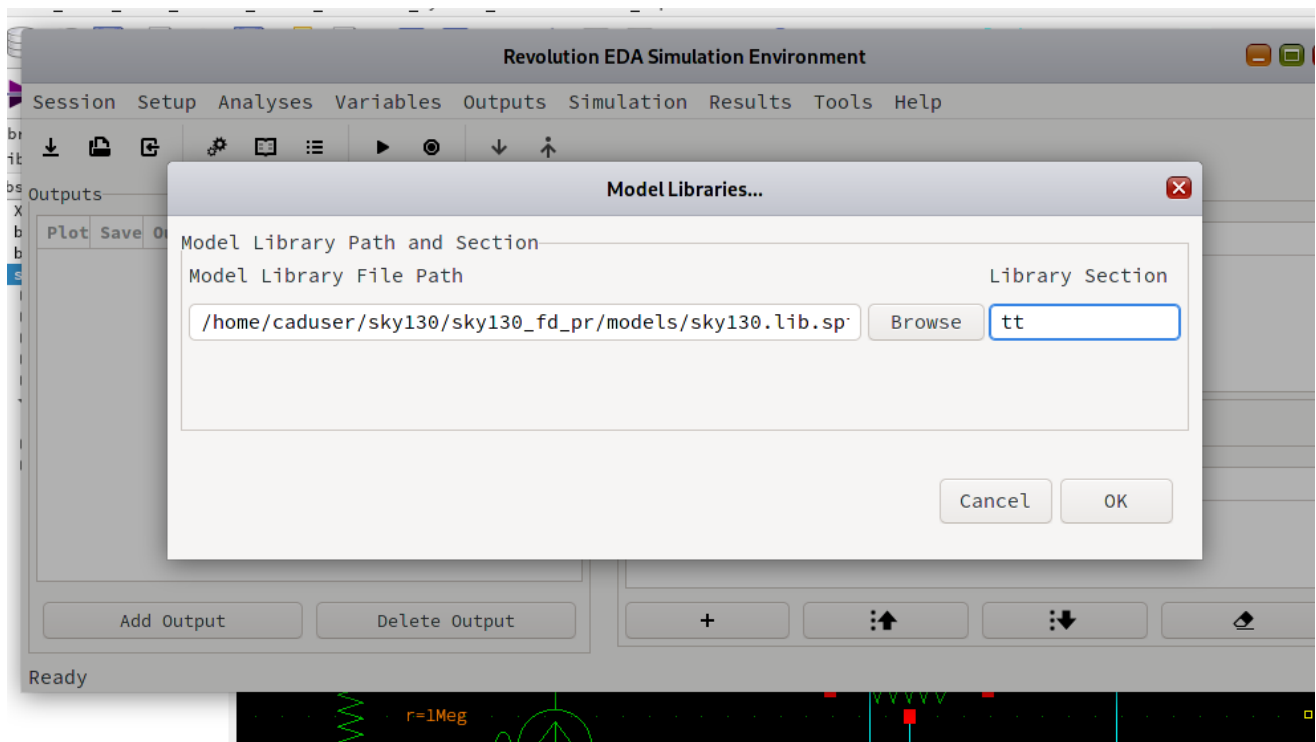 Revolution EDA Simulation Environment
Session Setup Analyses Variables Outputs Simulation Results Tools Help
Outputs
Model Libraries...
Plot Save
Model Library Path and Section
Model Library File Path Library Section
/home/caduser/sky130/sky130_fd_pr/models/sky130.lib.sp Browse tt
Cancel OK
Add Output Delete Output +
Ready
r=1Meg